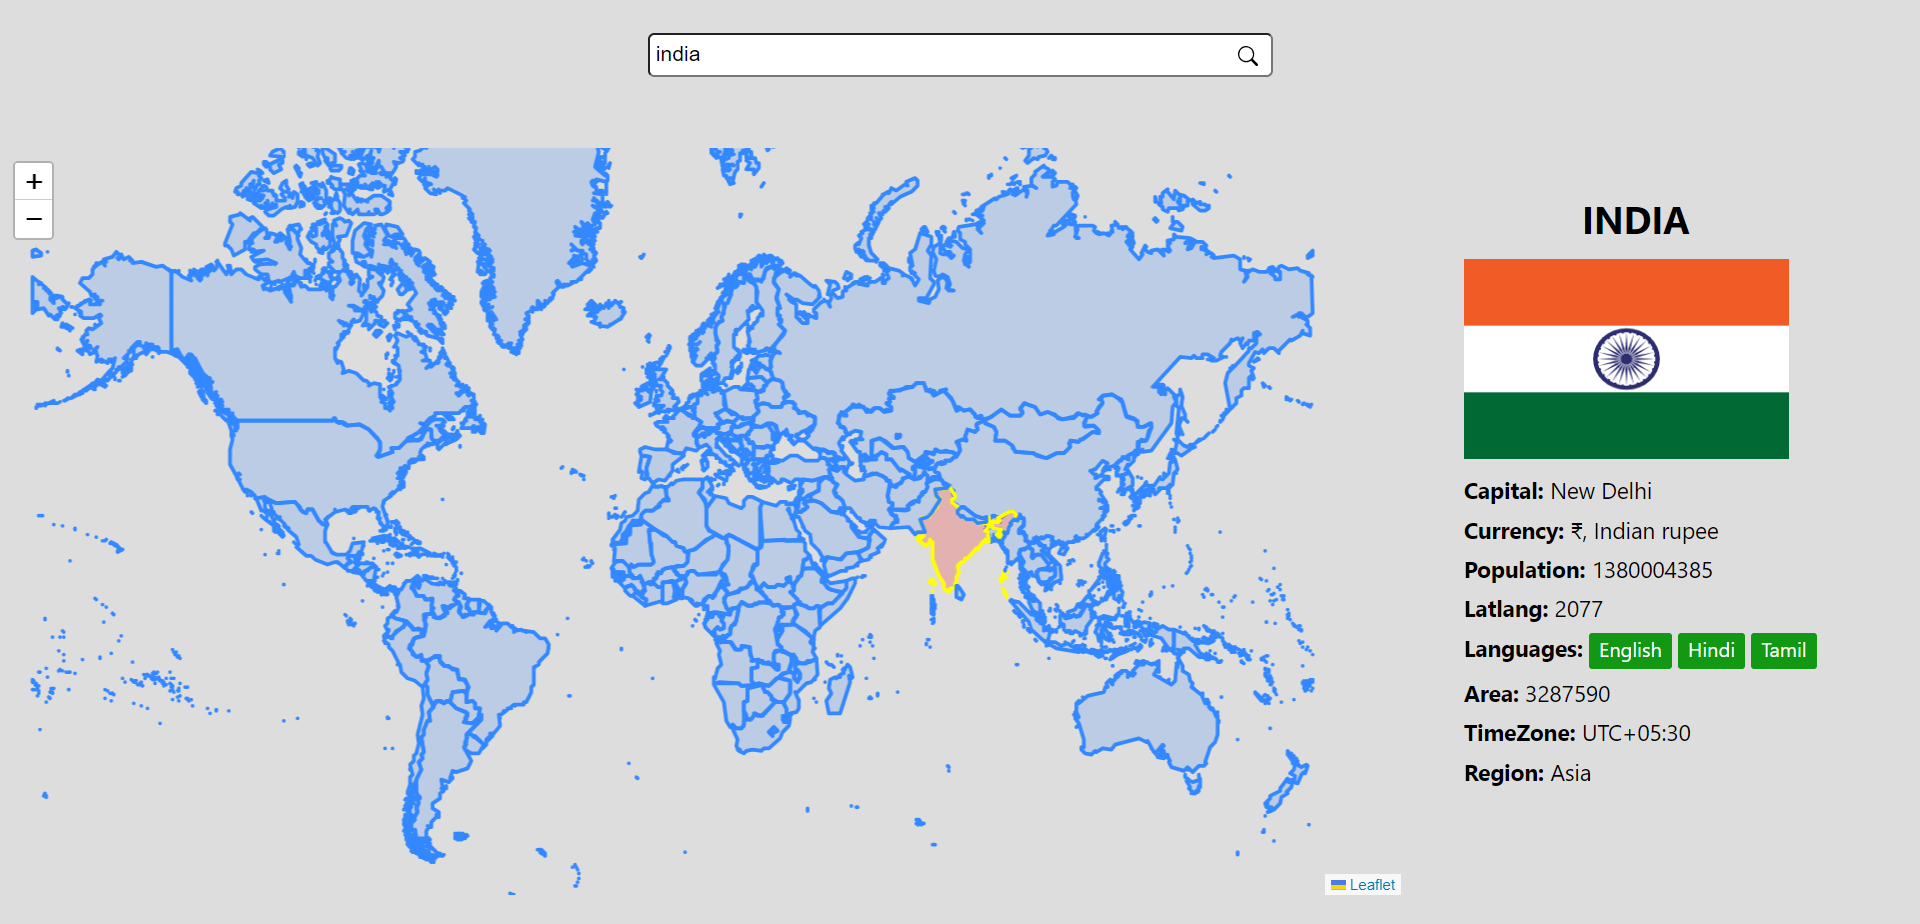 india
+
−
INDIA
Capital: New Delhi
Currency: ₹, Indian rupee
Population: 1380004385
Latlang: 2077
Languages: English Hindi Tamil
Area: 3287590
TimeZone: UTC+05:30
Region: Asia
Leaflet